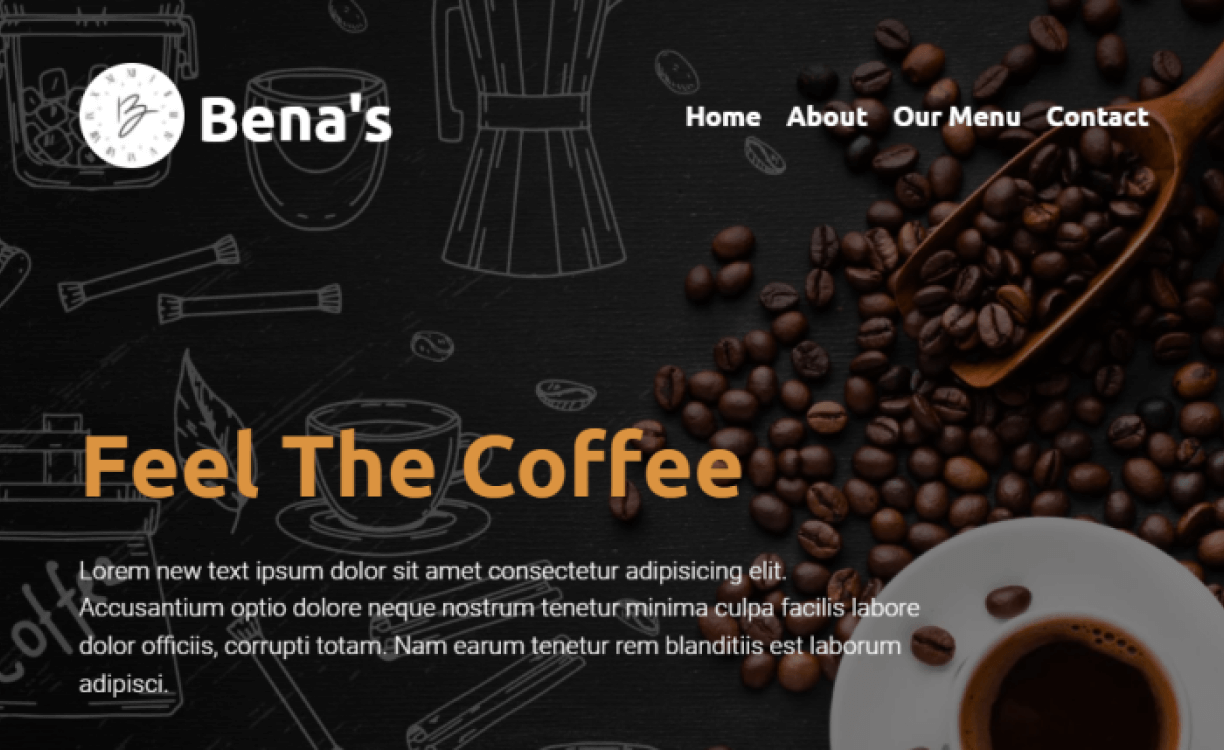 Bena's
Home About Our Menu Contact
Feel The Coffee
Lorem new text ipsum dolor sit amet consectetur adipisicing elit.
Accusantium optio dolore neque nostrum tenetur minima culpa facilis labore
dolor officiis, corrupti totam. Nam earum tenetur rem blanditiis est laborum
adipisci.